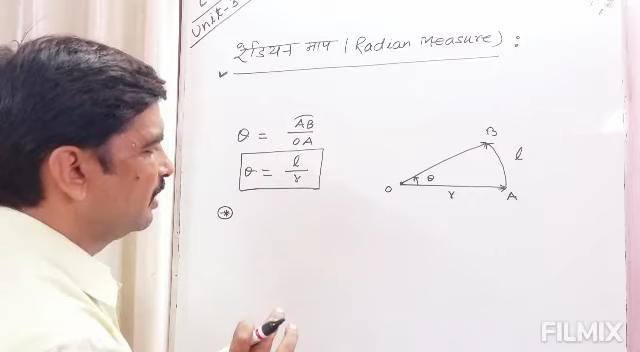 Unit-3
रेडियन माप (Radian Measure) :
θ = AB / OA
θ = l / r
B
l
θ
O
r
A
FILMIX